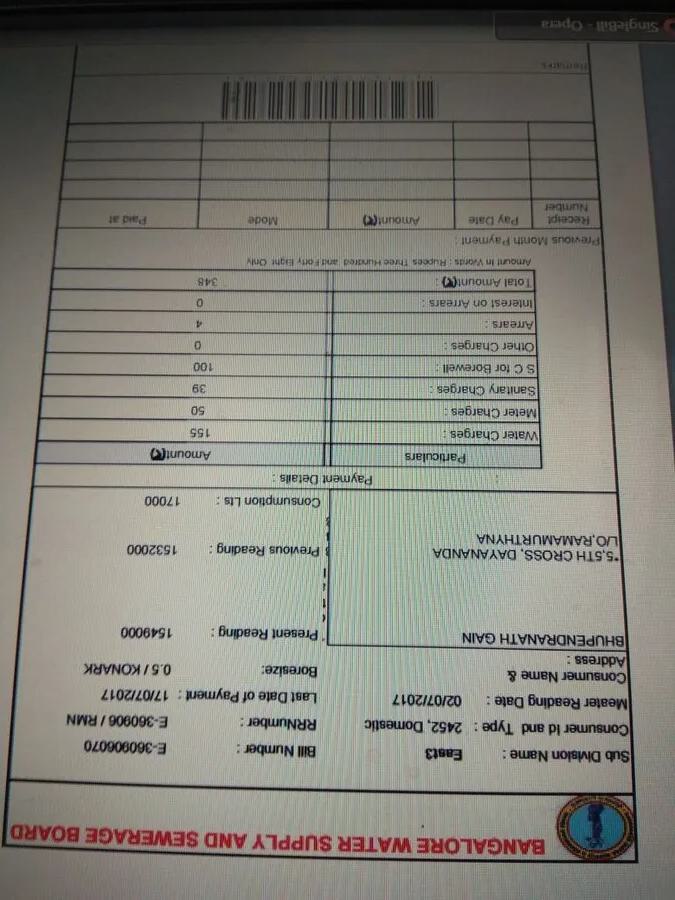 BANGALORE WATER SUPPLY AND SEWERAGE BOARD
Sub Division Name : East3 Bill Number : E-360906070
Consumer Id and Type : 2452, Domestic RRNumber : E-360906 / RMN
Meater Reading Date : 02/07/2017 Last Date of Payment : 17/07/2017
Consumer Name & Boresize: 0.5 / KONARK
Address :
BHUPENDRANATH GAIN Present Reading : 1549000
*5,5TH CROSS, DAYANANDA Previous Reading : 1532000
L/O,RAMAMURTHYNA
Consumption Lts : 17000
: Payment Details :
Particulars Amount(₹)
Water Charges : 155
Meter Charges : 50
Sanitary Charges : 39
S C for Borewell : 100
Other Charges : 0
Arrears : 4
Interest on Arrears : 0
Total Amount(₹) : 348
Amount In Words : Rupees Three Hundred and Forty Eight Only
Previous Month Payment :
Receipt Number Pay Date Amount(₹) Mode Paid at
Remarks
SingleBill - Opera